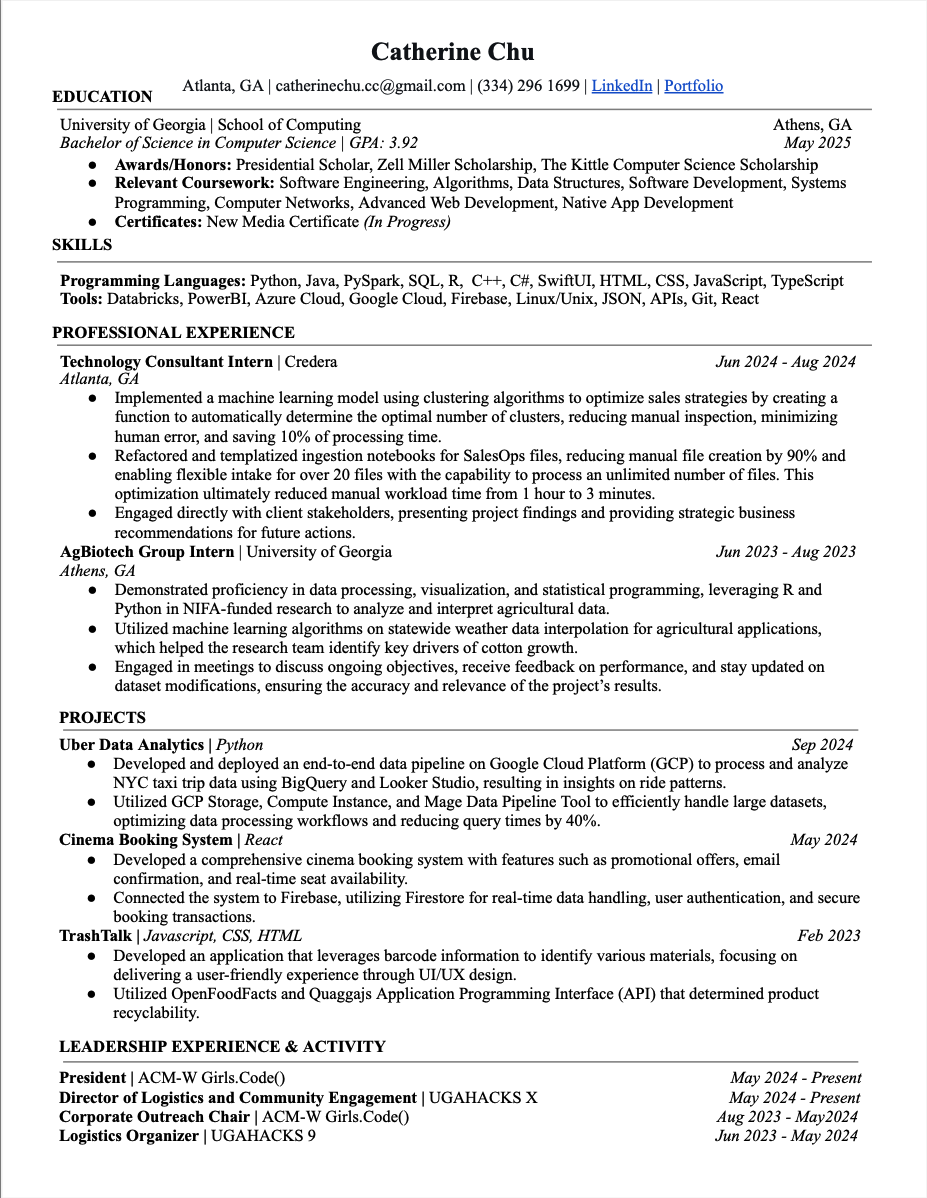 Catherine Chu
Atlanta, GA | catherinechu.cc@gmail.com | (334) 296 1699 | LinkedIn | Portfolio
EDUCATION
University of Georgia | School of Computing Athens, GA
Bachelor of Science in Computer Science | GPA: 3.92 May 2025
● Awards/Honors: Presidential Scholar, Zell Miller Scholarship, The Kittle Computer Science Scholarship
● Relevant Coursework: Software Engineering, Algorithms, Data Structures, Software Development, Systems
Programming, Computer Networks, Advanced Web Development, Native App Development
● Certificates: New Media Certificate (In Progress)
SKILLS
Programming Languages: Python, Java, PySpark, SQL, R, C++, C#, SwiftUI, HTML, CSS, JavaScript, TypeScript
Tools: Databricks, PowerBI, Azure Cloud, Google Cloud, Firebase, Linux/Unix, JSON, APIs, Git, React
PROFESSIONAL EXPERIENCE
Technology Consultant Intern | Credera Jun 2024 - Aug 2024
Atlanta, GA
● Implemented a machine learning model using clustering algorithms to optimize sales strategies by creating a
function to automatically determine the optimal number of clusters, reducing manual inspection, minimizing
human error, and saving 10% of processing time.
● Refactored and templatized ingestion notebooks for SalesOps files, reducing manual file creation by 90% and
enabling flexible intake for over 20 files with the capability to process an unlimited number of files. This
optimization ultimately reduced manual workload time from 1 hour to 3 minutes.
● Engaged directly with client stakeholders, presenting project findings and providing strategic business
recommendations for future actions.
AgBiotech Group Intern | University of Georgia Jun 2023 - Aug 2023
Athens, GA
● Demonstrated proficiency in data processing, visualization, and statistical programming, leveraging R and
Python in NIFA-funded research to analyze and interpret agricultural data.
● Utilized machine learning algorithms on statewide weather data interpolation for agricultural applications,
which helped the research team identify key drivers of cotton growth.
● Engaged in meetings to discuss ongoing objectives, receive feedback on performance, and stay updated on
dataset modifications, ensuring the accuracy and relevance of the project’s results.
PROJECTS
Uber Data Analytics | Python Sep 2024
● Developed and deployed an end-to-end data pipeline on Google Cloud Platform (GCP) to process and analyze
NYC taxi trip data using BigQuery and Looker Studio, resulting in insights on ride patterns.
● Utilized GCP Storage, Compute Instance, and Mage Data Pipeline Tool to efficiently handle large datasets,
optimizing data processing workflows and reducing query times by 40%.
Cinema Booking System | React May 2024
● Developed a comprehensive cinema booking system with features such as promotional offers, email
confirmation, and real-time seat availability.
● Connected the system to Firebase, utilizing Firestore for real-time data handling, user authentication, and secure
booking transactions.
TrashTalk | Javascript, CSS, HTML Feb 2023
● Developed an application that leverages barcode information to identify various materials, focusing on
delivering a user-friendly experience through UI/UX design.
● Utilized OpenFoodFacts and Quaggajs Application Programming Interface (API) that determined product
recyclability.
LEADERSHIP EXPERIENCE & ACTIVITY
President | ACM-W Girls.Code() May 2024 - Present
Director of Logistics and Community Engagement | UGAHACKS X May 2024 - Present
Corporate Outreach Chair | ACM-W Girls.Code() Aug 2023 - May2024
Logistics Organizer | UGAHACKS 9 Jun 2023 - May 2024